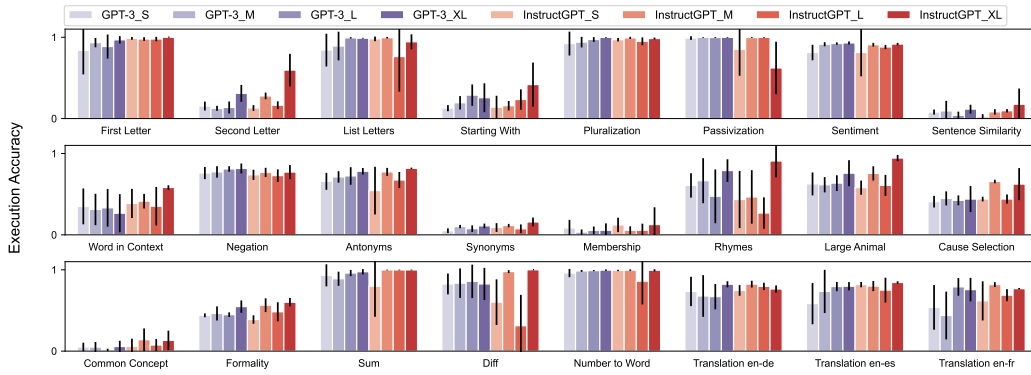 GPT-3_S GPT-3_M GPT-3_L GPT-3_XL InstructGPT_S InstructGPT_M InstructGPT_L InstructGPT_XL
Execution Accuracy
1
0
First Letter Second Letter List Letters Starting With Pluralization Passivization Sentiment Sentence Similarity
1
0
Word in Context Negation Antonyms Synonyms Membership Rhymes Large Animal Cause Selection
1
0
Common Concept Formality Sum Diff Number to Word Translation en-de Translation en-es Translation en-fr